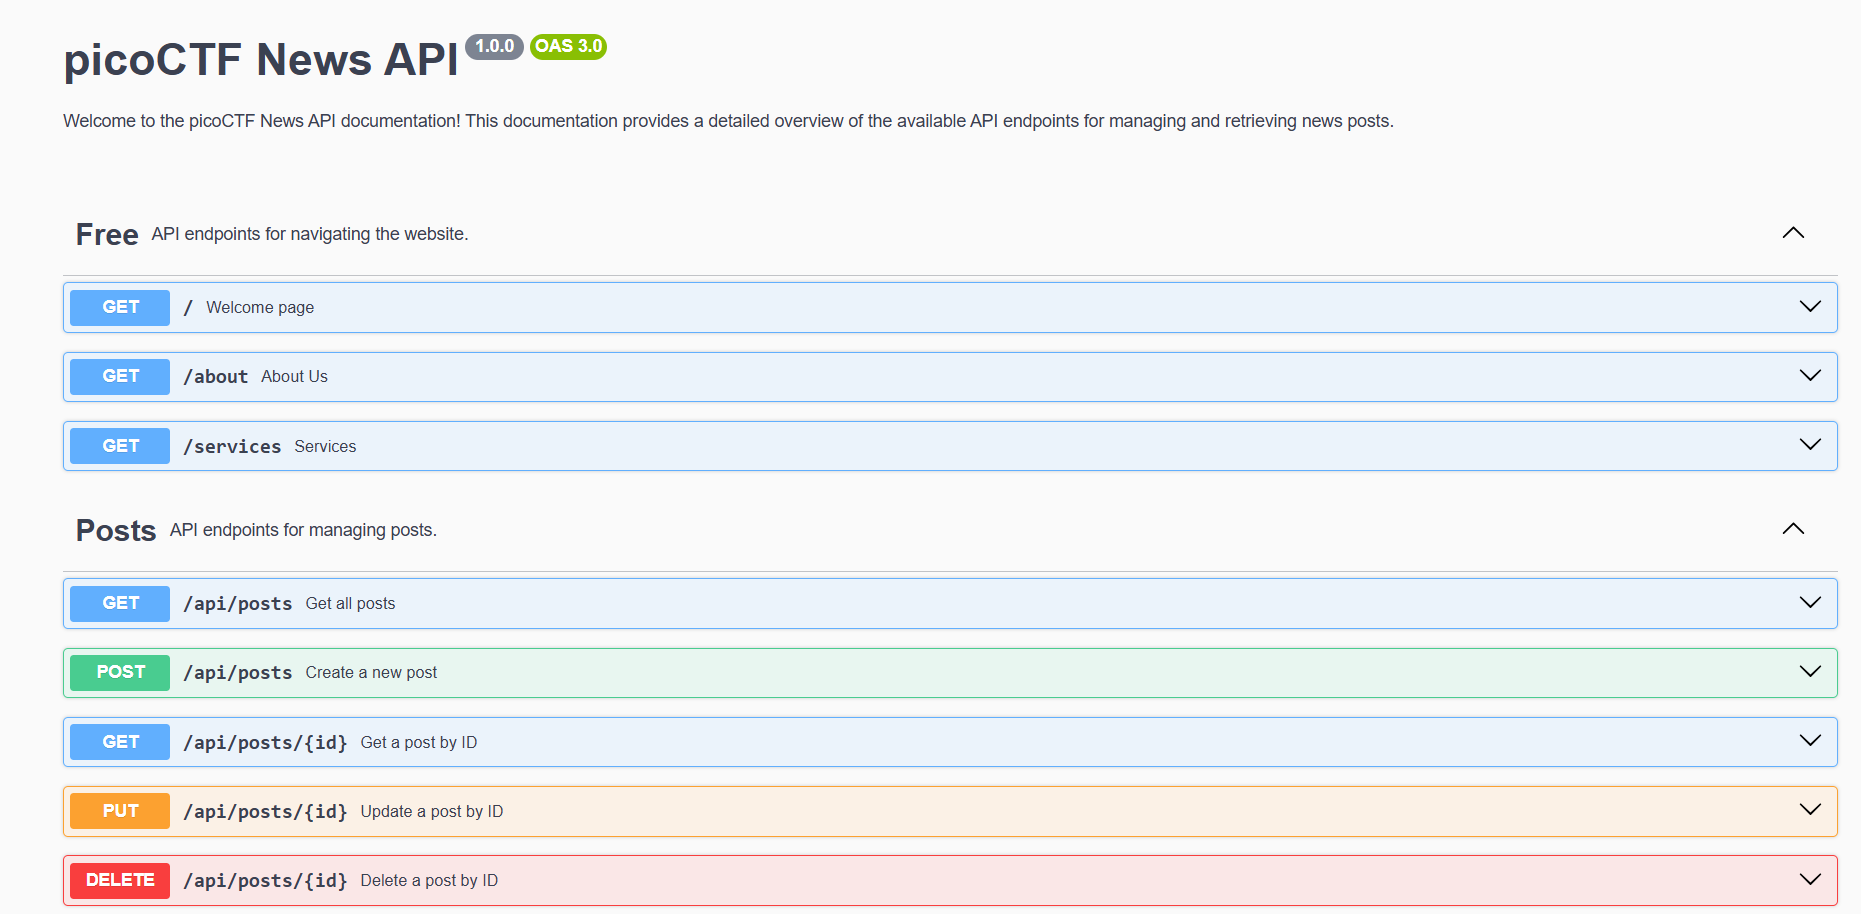 picoCTF News API 1.0.0 OAS 3.0
Welcome to the picoCTF News API documentation! This documentation provides a detailed overview of the available API endpoints for managing and retrieving news posts.
Free API endpoints for navigating the website.
GET / Welcome page
GET /about About Us
GET /services Services
Posts API endpoints for managing posts.
GET /api/posts Get all posts
POST /api/posts Create a new post
GET /api/posts/{id} Get a post by ID
PUT /api/posts/{id} Update a post by ID
DELETE /api/posts/{id} Delete a post by ID